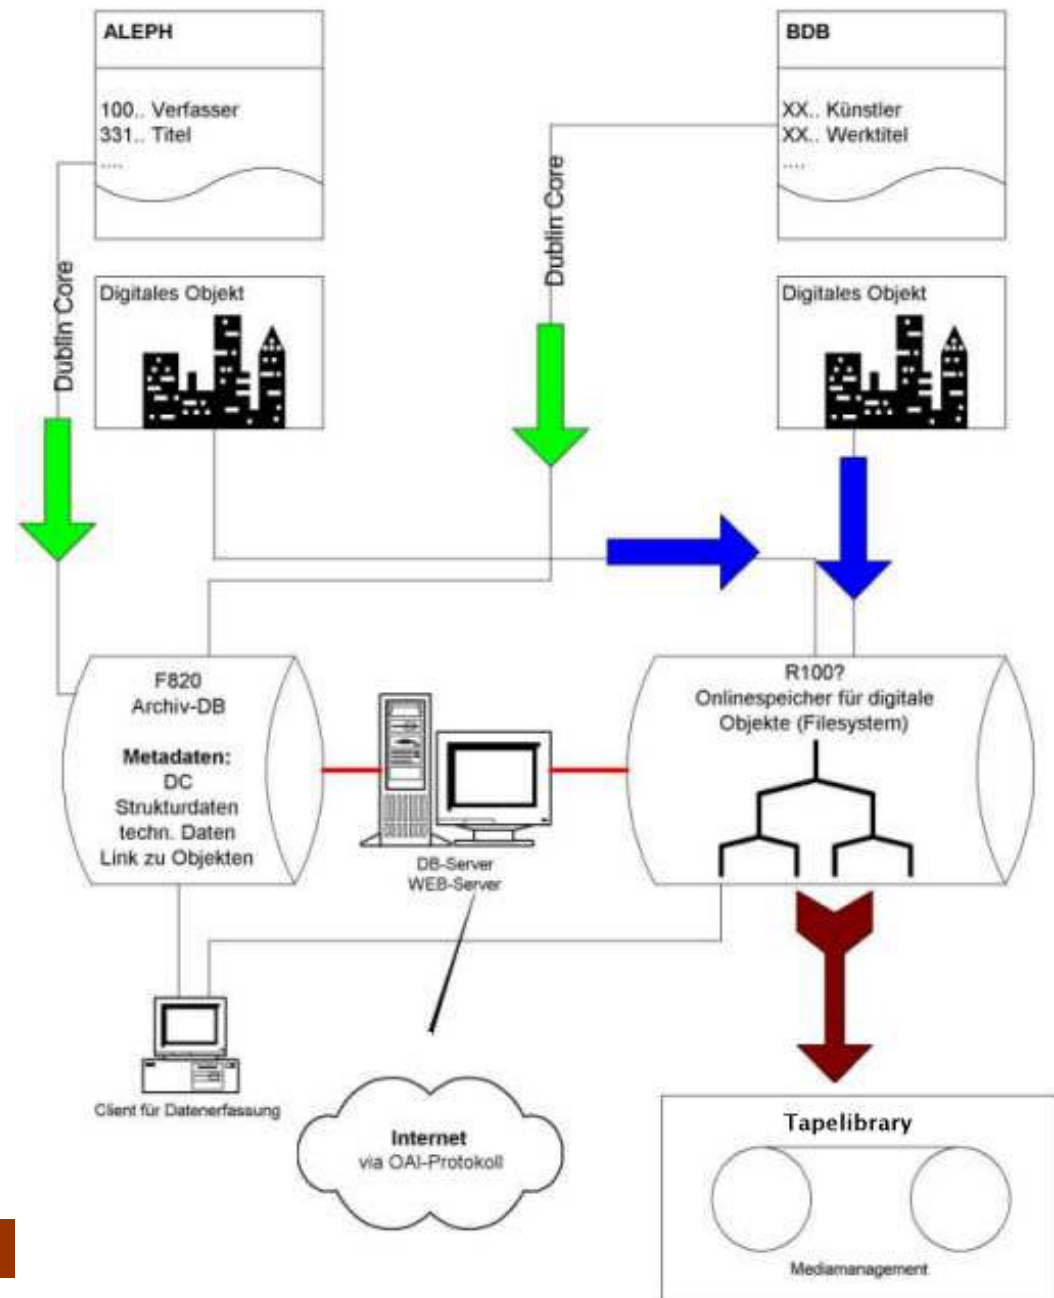 ALEPH
100.. Verfasser
331.. Titel
....
BDB
XX.. Künstler
XX.. Werktitel
....
Dublin Core
Dublin Core
Digitales Objekt
Digitales Objekt
F820
Archiv-DB
Metadaten:
DC
Strukturdaten
techn. Daten
Link zu Objekten
DB-Server
WEB-Server
R100?
Onlinespeicher für digitale
Objekte (Filesystem)
Client für Datenerfassung
Internet
via OAI-Protokoll
Tapelibrary
Mediamanagement